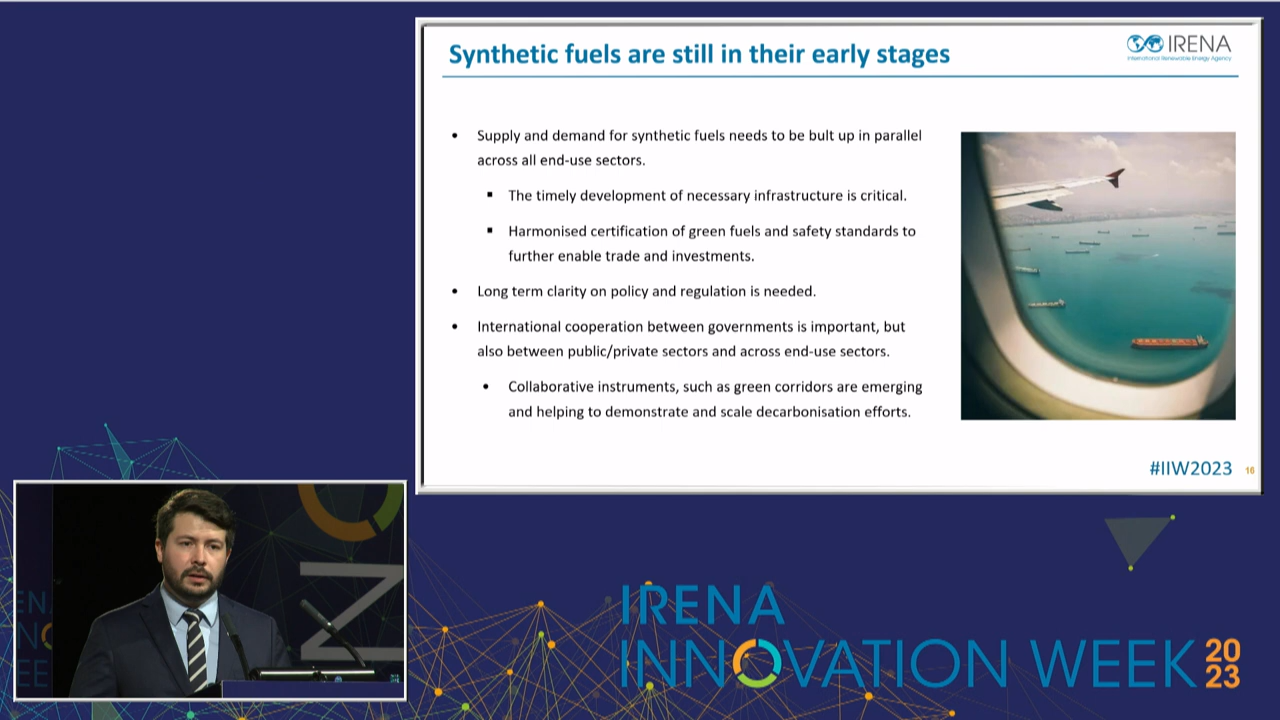 Synthetic fuels are still in their early stages
IRENA
International Renewable Energy Agency
• Supply and demand for synthetic fuels needs to be bult up in parallel
across all end-use sectors.
▪ The timely development of necessary infrastructure is critical.
▪ Harmonised certification of green fuels and safety standards to
further enable trade and investments.
• Long term clarity on policy and regulation is needed.
• International cooperation between governments is important, but
also between public/private sectors and across end-use sectors.
• Collaborative instruments, such as green corridors are emerging
and helping to demonstrate and scale decarbonisation efforts.
#IIW2023
16
IRENA
INNOVATION WEEK 20
23